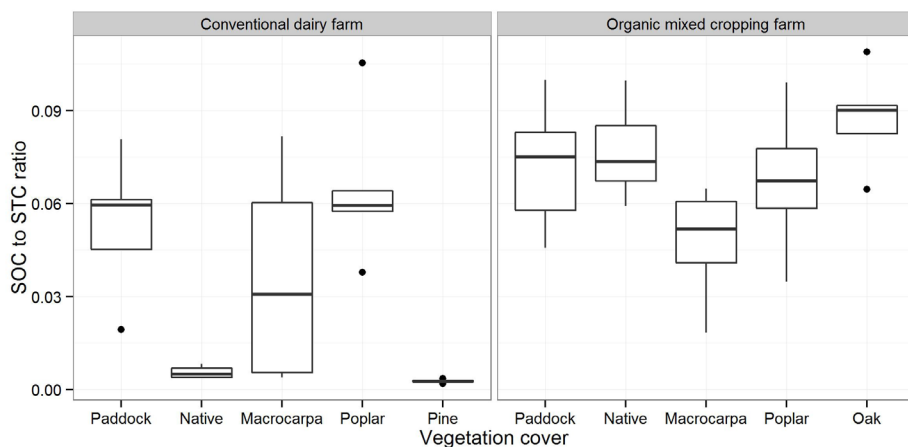 Conventional dairy farm
Organic mixed cropping farm
SOC to STC ratio
0.09
0.06
0.03
0.00
Paddock Native Macrocarpa Poplar Pine
Paddock Native Macrocarpa Poplar Oak
Vegetation cover